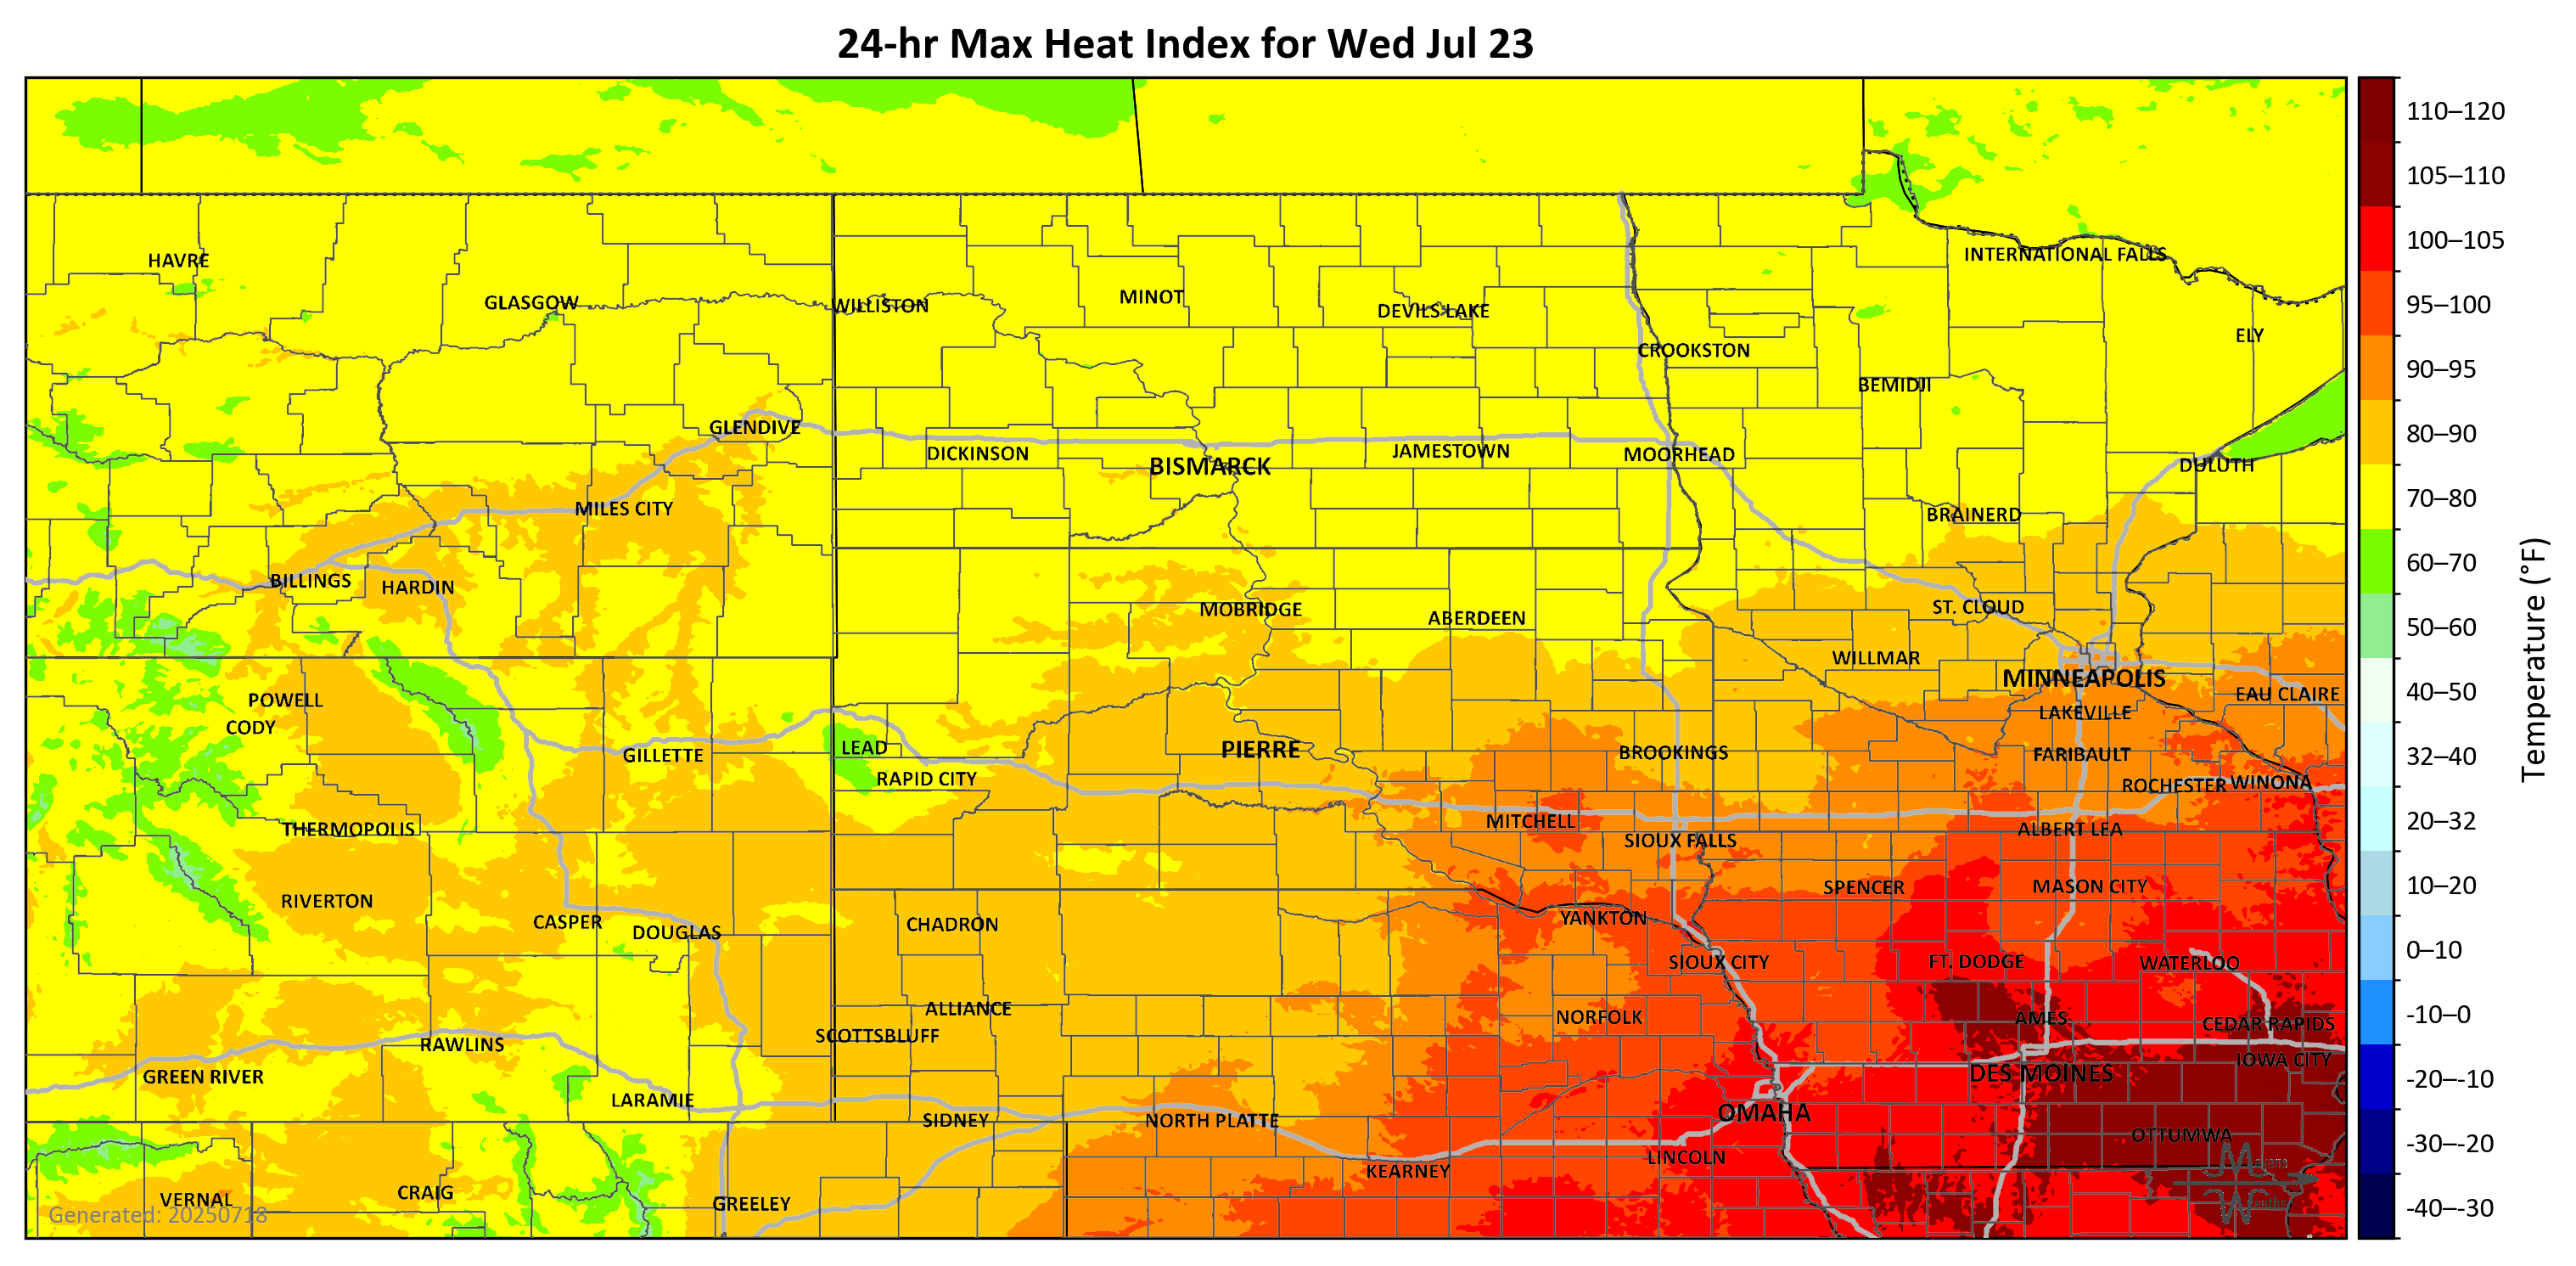 24-hr Max Heat Index for Wed Jul 23
110–120
105–110
100–105
95–100
90–95
80–90
70–80
60–70
50–60
40–50
32–40
20–32
10–20
0–10
-10–0
-20–-10
-30–-20
-40–-30
Temperature (°F)
HAVRE
GLASGOW
WILLISTON
MINOT
DEVILS LAKE
INTERNATIONAL FALLS
ELY
CROOKSTON
BEMIDJI
GLENDIVE
DICKINSON
BISMARCK
JAMESTOWN
MOORHEAD
DULUTH
MILES CITY
BRAINERD
BILLINGS
HARDIN
MOBRIDGE
ABERDEEN
ST. CLOUD
WILLMAR
MINNEAPOLIS
EAU CLAIRE
POWELL
CODY
LAKEVILLE
GILLETTE
LEAD
RAPID CITY
PIERRE
BROOKINGS
FARIBAULT
ROCHESTER
WINONA
THERMOPOLIS
MITCHELL
SIOUX FALLS
ALBERT LEA
RIVERTON
SPENCER
MASON CITY
CASPER
DOUGLAS
CHADRON
YANKTON
SIOUX CITY
FT. DODGE
WATERLOO
ALLIANCE
NORFOLK
AMES
CEDAR RAPIDS
SCOTTSBLUFF
RAWLINS
IOWA CITY
GREEN RIVER
DES MOINES
LARAMIE
SIDNEY
NORTH PLATTE
OMAHA
OTTUMWA
KEARNEY
LINCOLN
VERNAL
CRAIG
GREELEY
Generated: 20250718